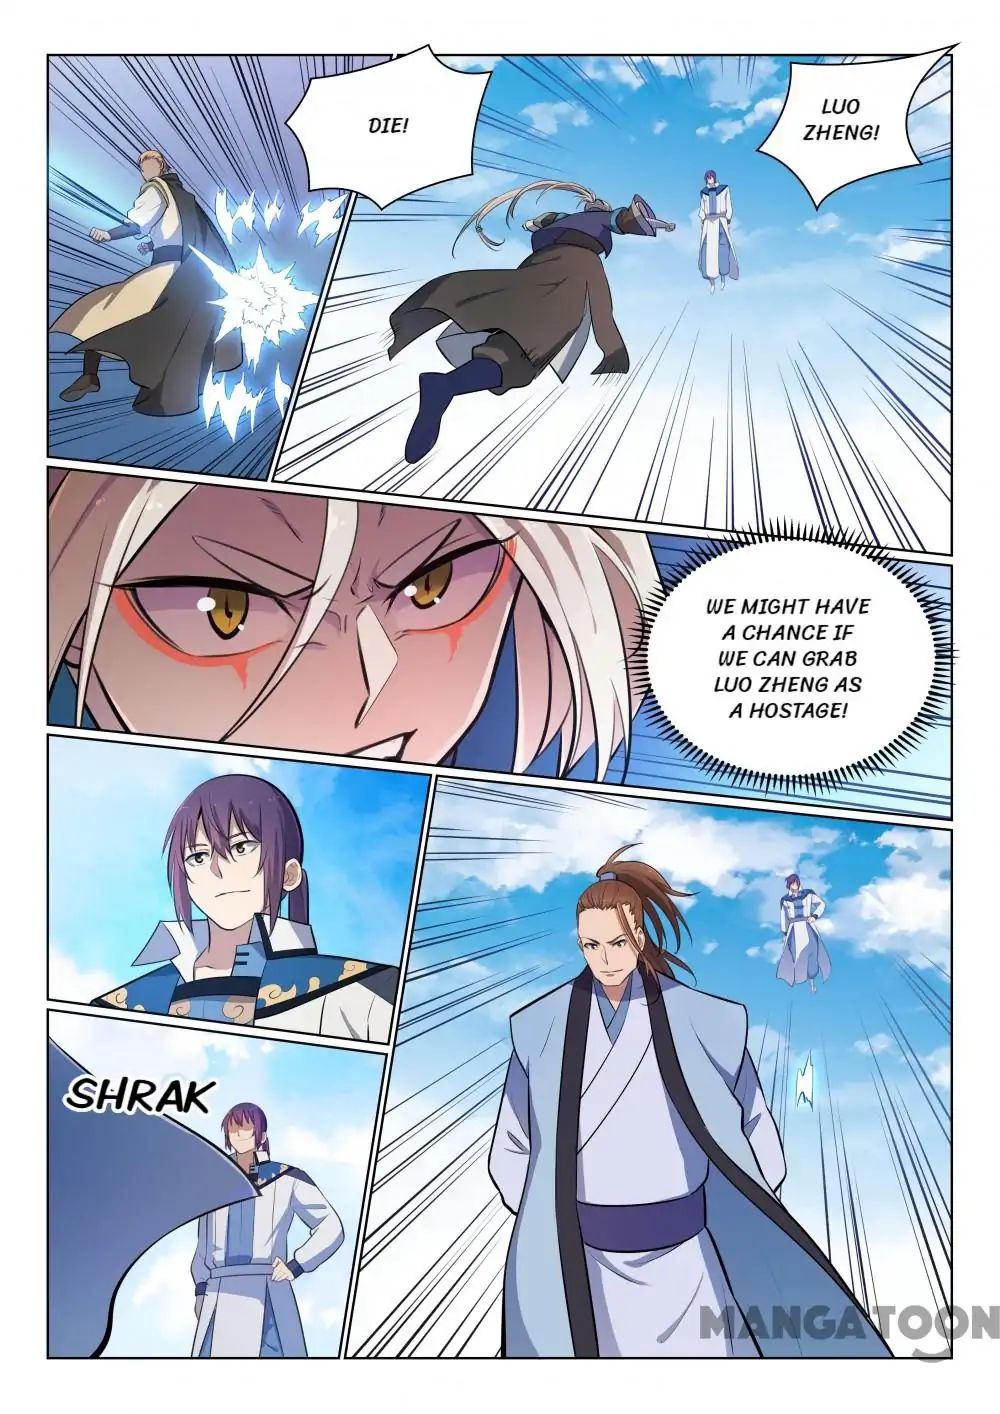 DIE!
LUO
ZHENG!
WE MIGHT HAVE
A CHANCE IF
WE CAN GRAB
LUO ZHENG AS
A HOSTAGE!
SHRAK
MANGATOON